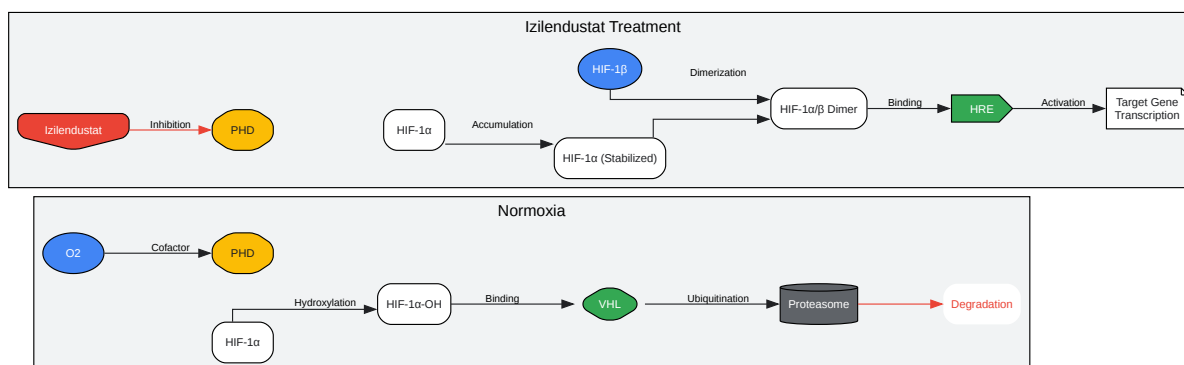 Izilendustat Treatment
HIF-1β
Dimerization
Izilendustat
Inhibition
PHD
HIF-1α
Accumulation
HIF-1α (Stabilized)
HIF-1α/β Dimer
Binding
HRE
Activation
Target Gene
Transcription
Normoxia
O2
Cofactor
PHD
HIF-1α
Hydroxylation
HIF-1α-OH
Binding
VHL
Ubiquitination
Proteasome
Degradation